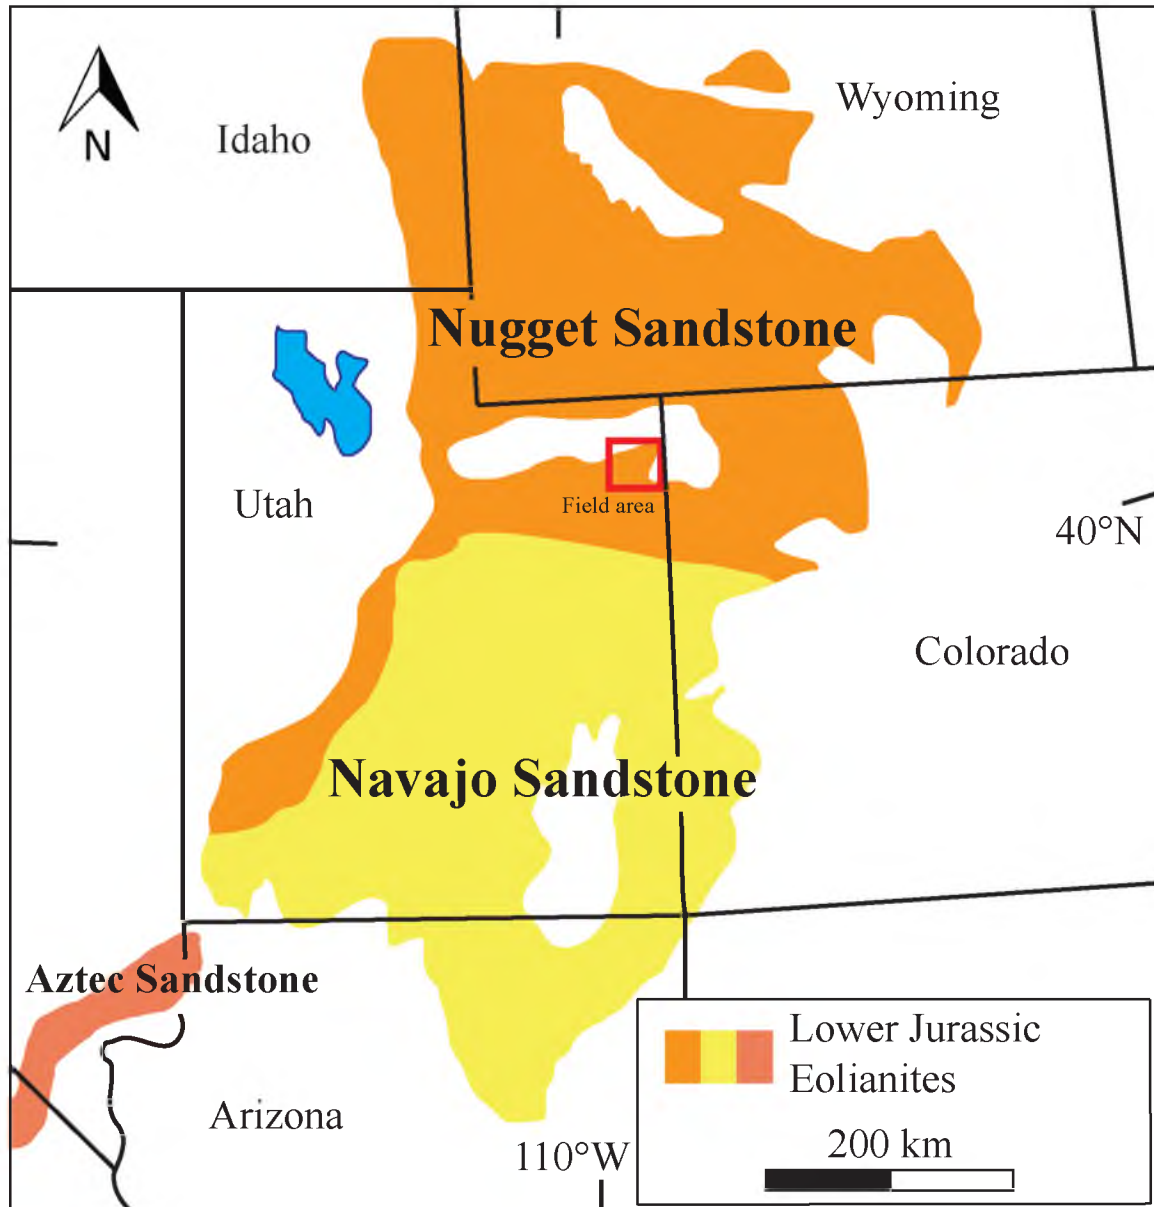 Wyoming
Idaho
N
Nugget Sandstone
Utah
Field area
40°N
Colorado
Navajo Sandstone
Aztec Sandstone
Lower Jurassic
Eolianites
Arizona
200 km
110°W